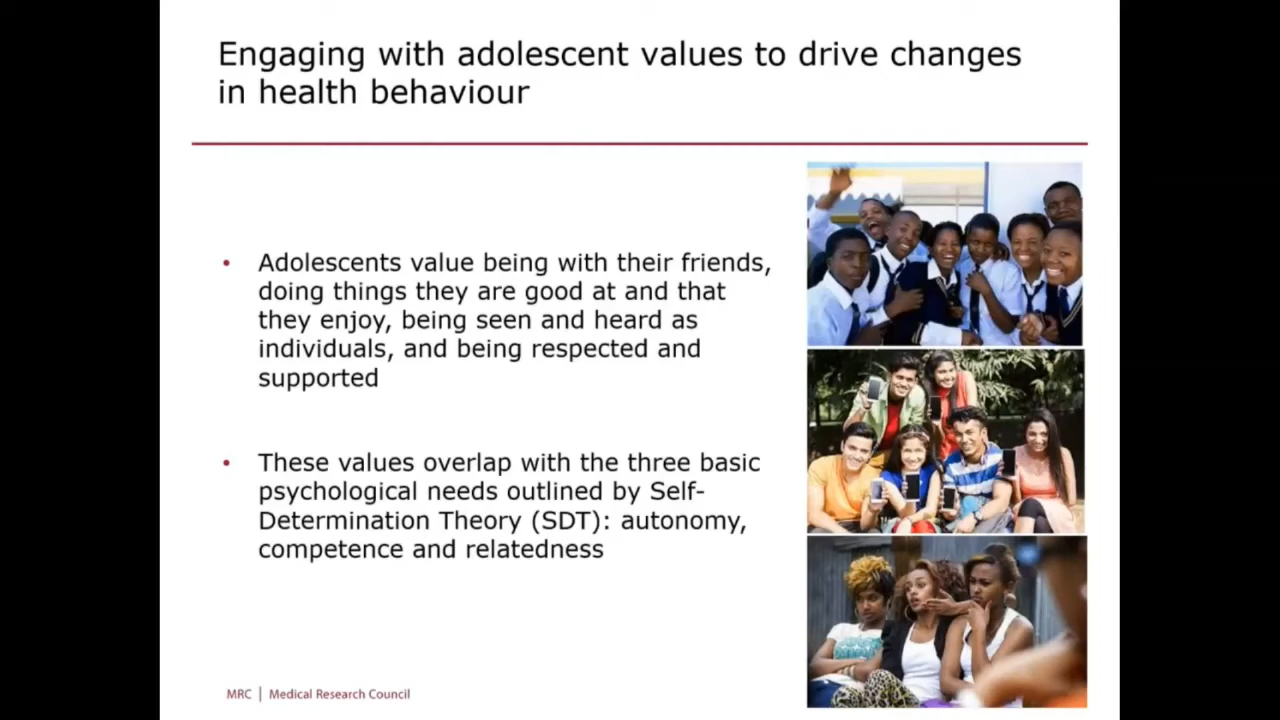 Engaging with adolescent values to drive changes
in health behaviour
• Adolescents value being with their friends,
doing things they are good at and that
they enjoy, being seen and heard as
individuals, and being respected and
supported
• These values overlap with the three basic
psychological needs outlined by Self-
Determination Theory (SDT): autonomy,
competence and relatedness
MRC | Medical Research Council